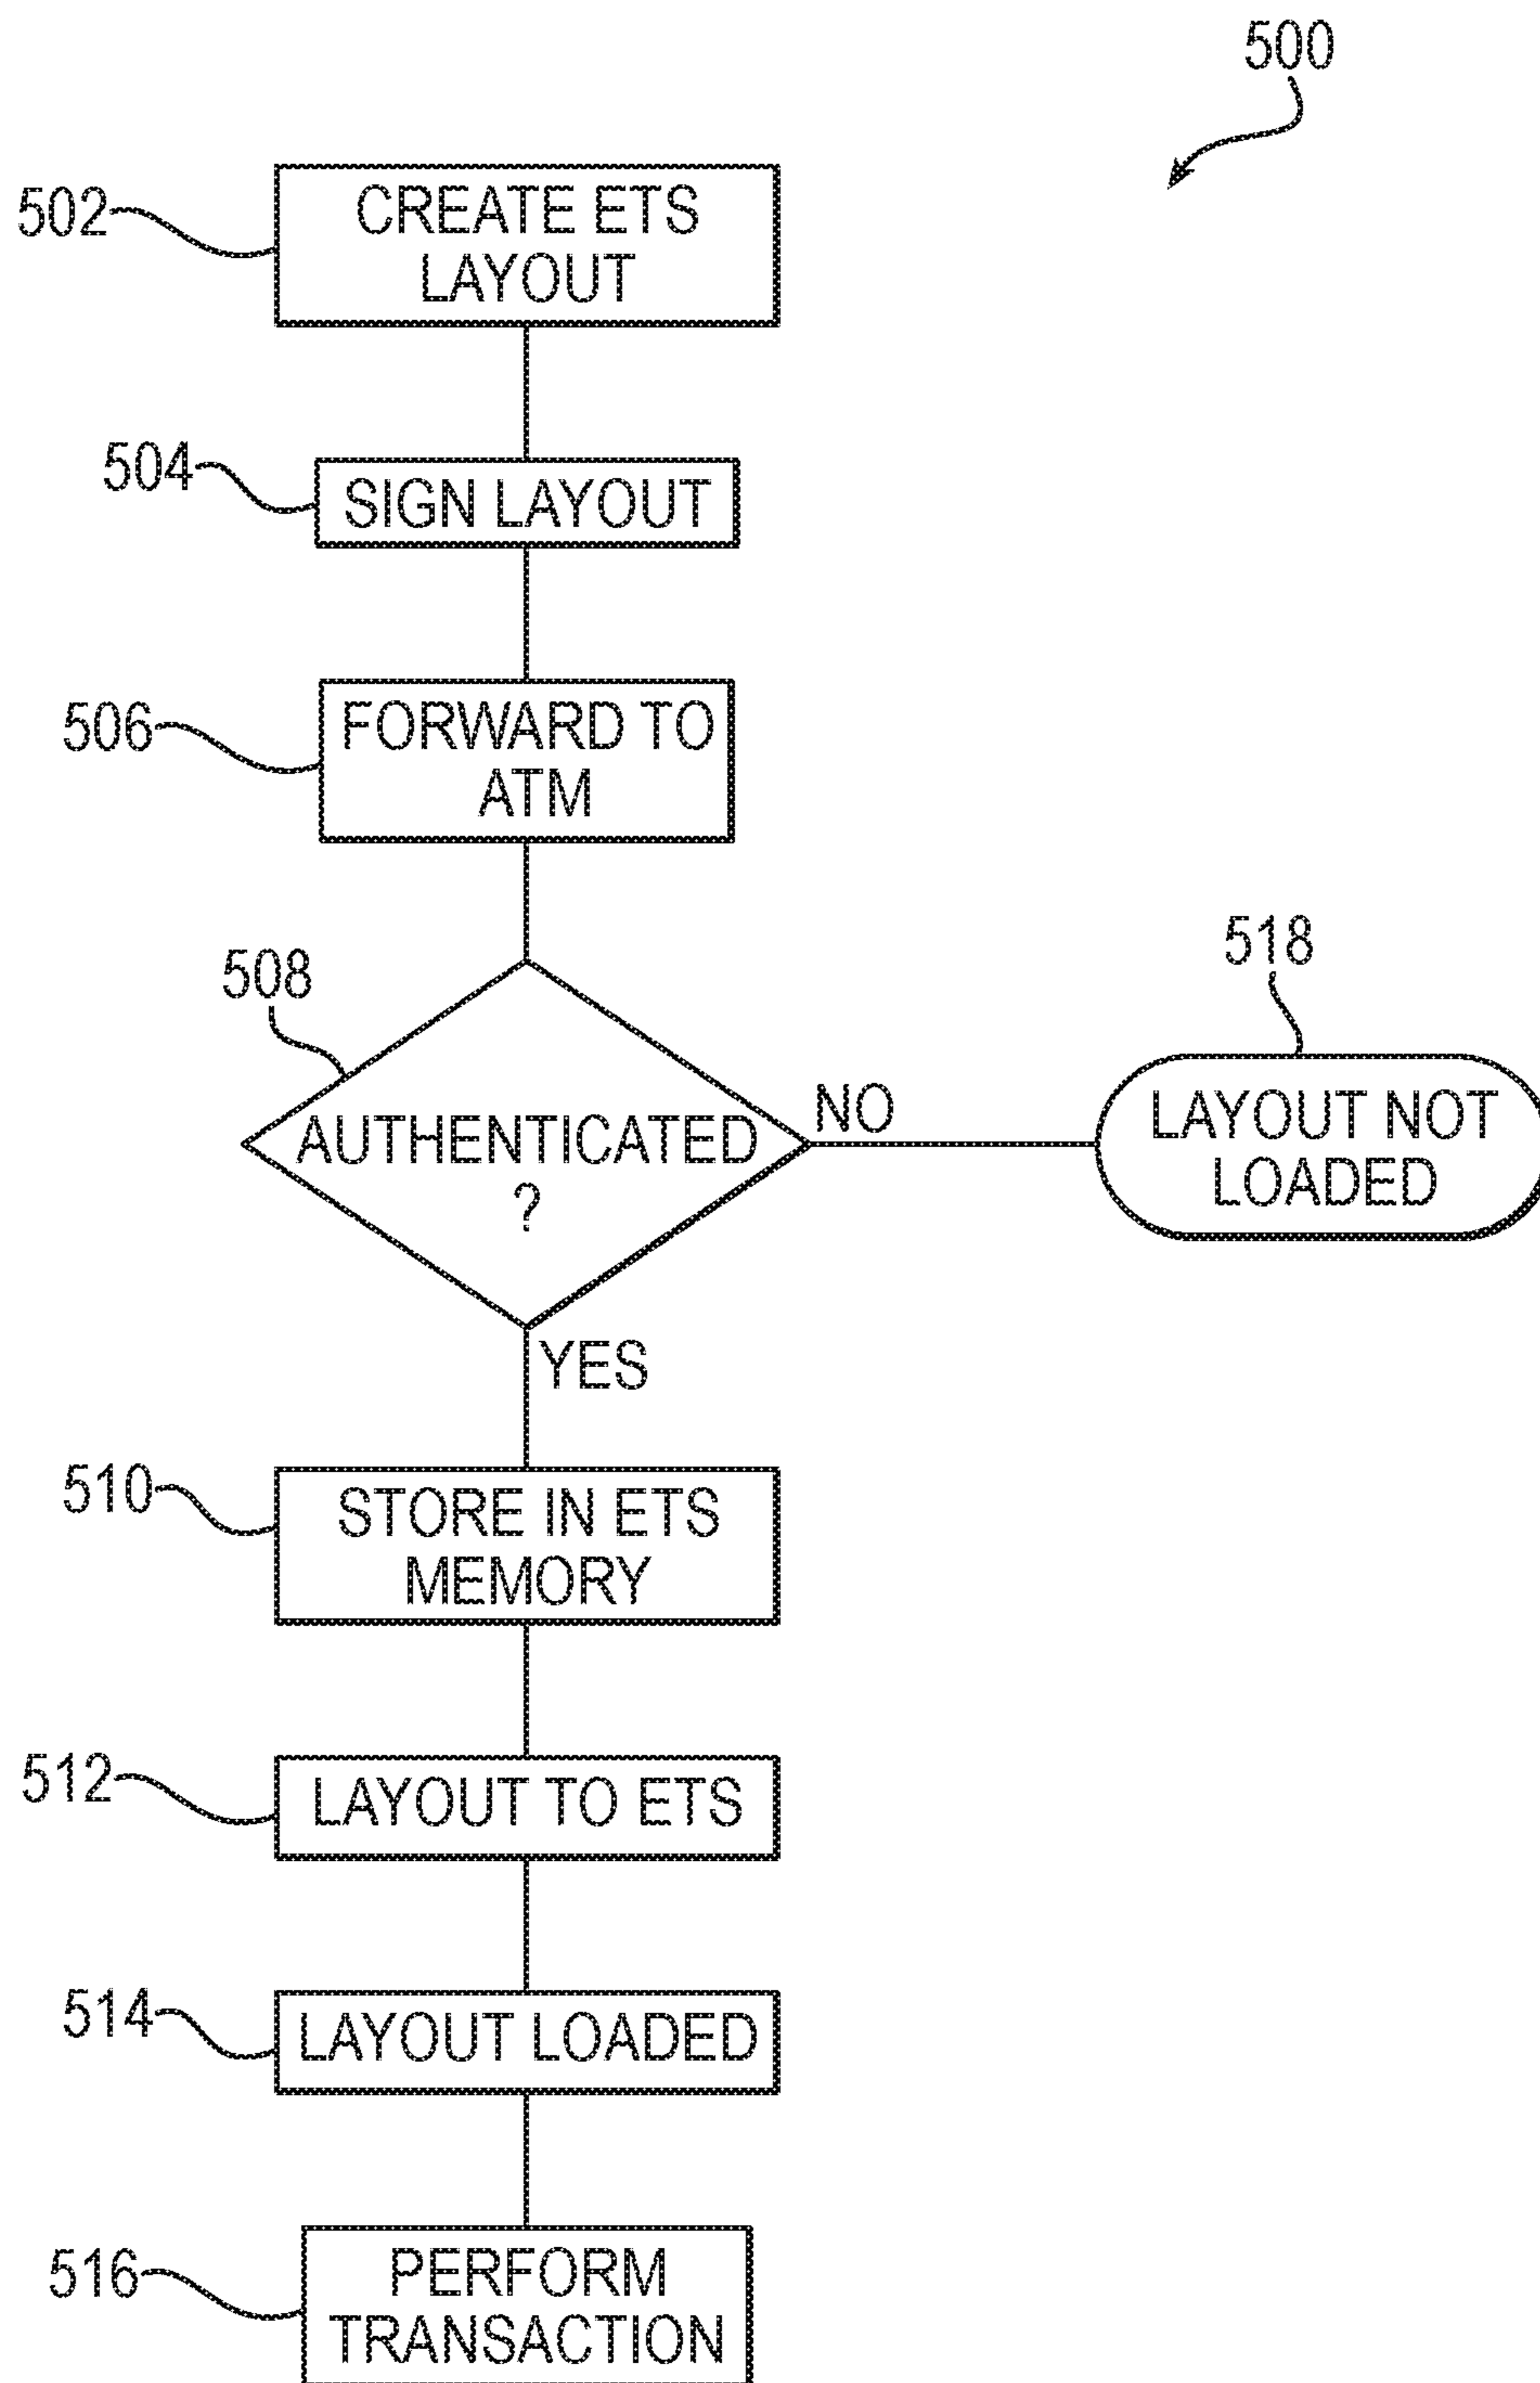 500
502
CREATE ETS
LAYOUT
504
SIGN LAYOUT
506
FORWARD TO
ATM
508
AUTHENTICATED
?
NO
518
LAYOUT NOT
LOADED
YES
510
STORE IN ETS
MEMORY
512
LAYOUT TO ETS
514
LAYOUT LOADED
516
PERFORM
TRANSACTION